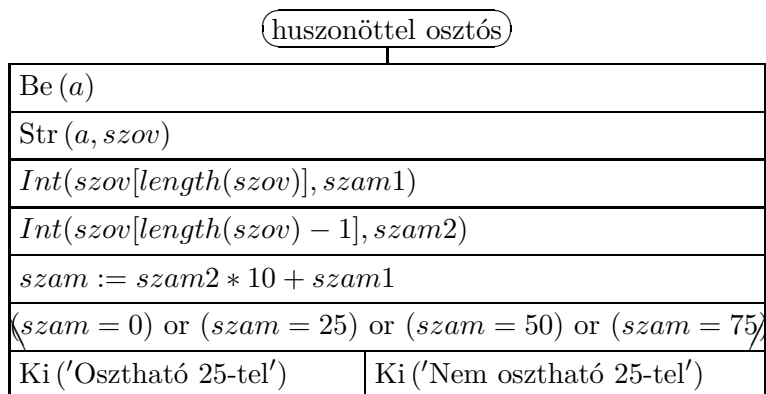 huszonöttel osztós
Be (a)
Str (a, szov)
Int(szov[length(szov)], szam1)
Int(szov[length(szov) − 1], szam2)
szam := szam2 ∗ 10 + szam1
(szam = 0) or (szam = 25) or (szam = 50) or (szam = 75)
Ki ('Osztható 25-tel') Ki ('Nem osztható 25-tel')